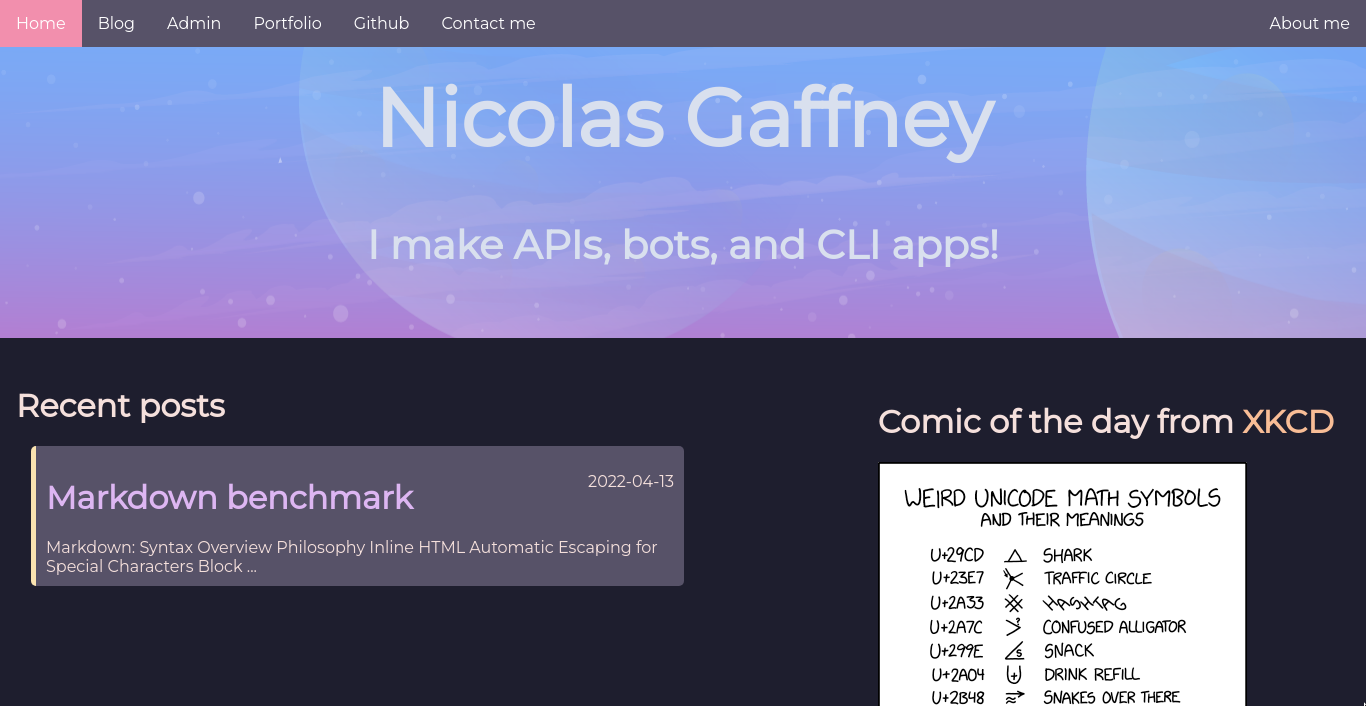 Home Blog Admin Portfolio Github Contact me About me
Nicolas Gaffney
I make APIs, bots, and CLI apps!
Recent posts
Markdown benchmark
2022-04-13
Markdown: Syntax Overview Philosophy Inline HTML Automatic Escaping for
Special Characters Block ...
Comic of the day from XKCD
WEIRD UNICODE MATH SYMBOLS
AND THEIR MEANINGS
U+29CD SHARK
U+23E7 TRAFFIC CIRCLE
U+2A33 HASHTAG
U+2A7C CONFUSED ALLIGATOR
U+299E SNACK
U+2A04 DRINK REFILL
U+2B48 SNAKES OVER THERE